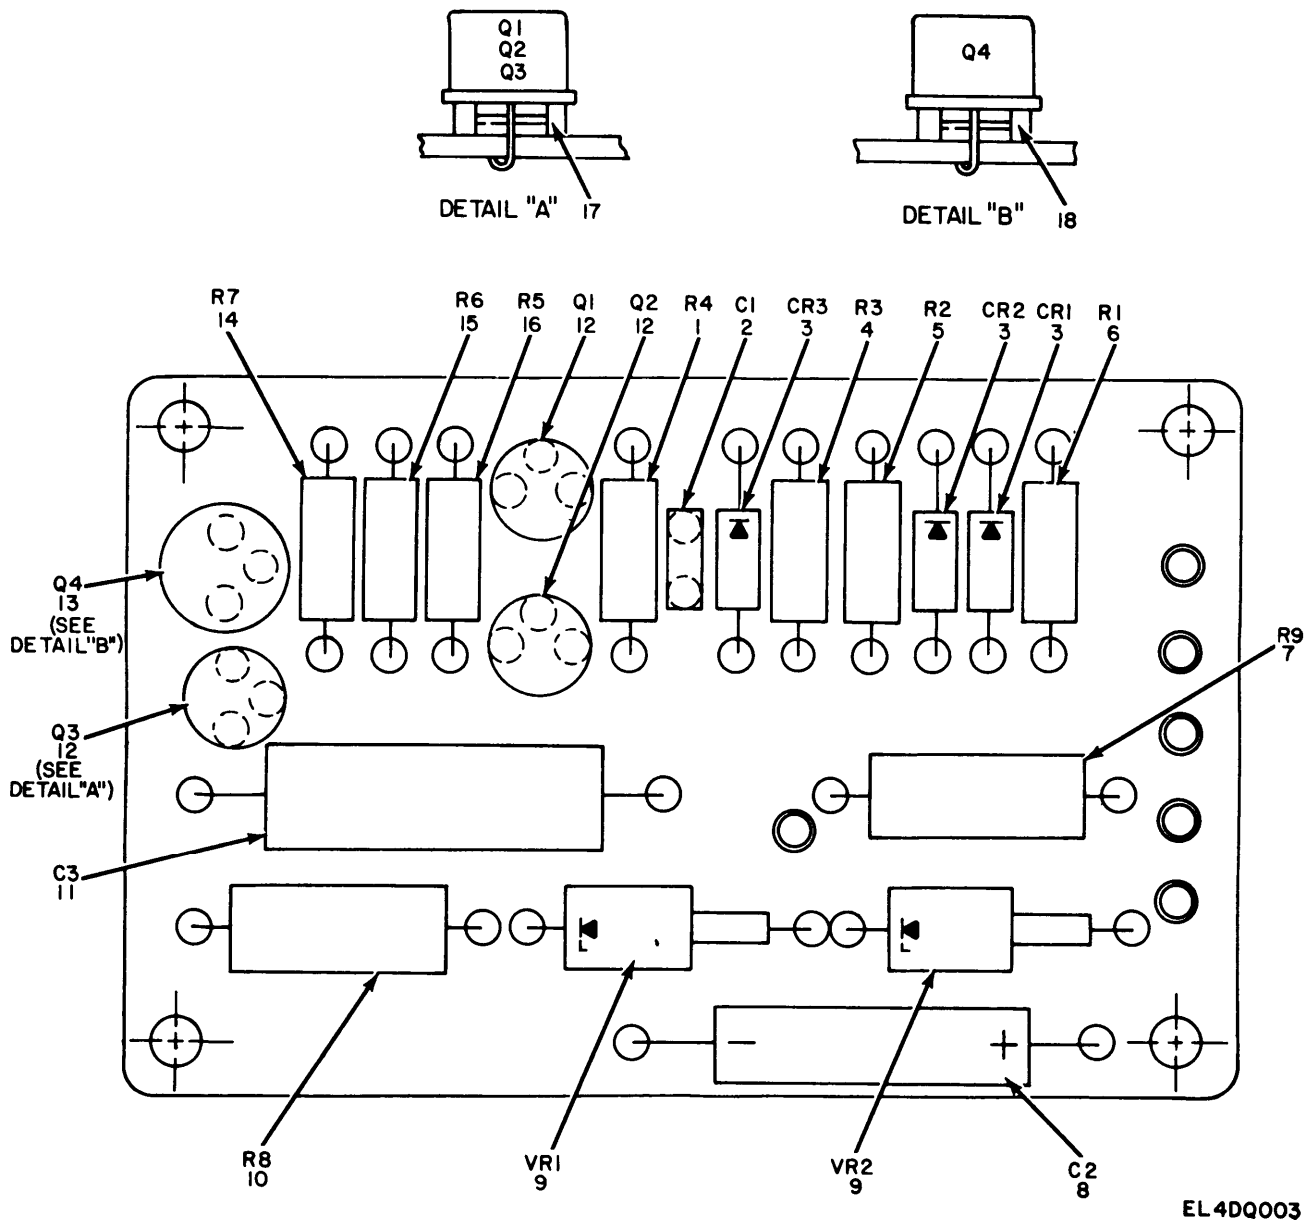 Q1
Q2
Q3
Q4
DETAIL "A"
17
DETAIL "B"
18
R7
14
R6
15
R5
16
Q1
12
Q2
12
R4
1
C1
2
CR3
3
R3
4
R2
5
CR2
3
CR1
3
R1
6
Q4
13
(SEE
DETAIL"B")
R9
7
Q3
12
(SEE
DETAIL"A")
C3
11
L
L
− +
R8
10
VR1
9
VR2
9
C2
8
EL4DQ003